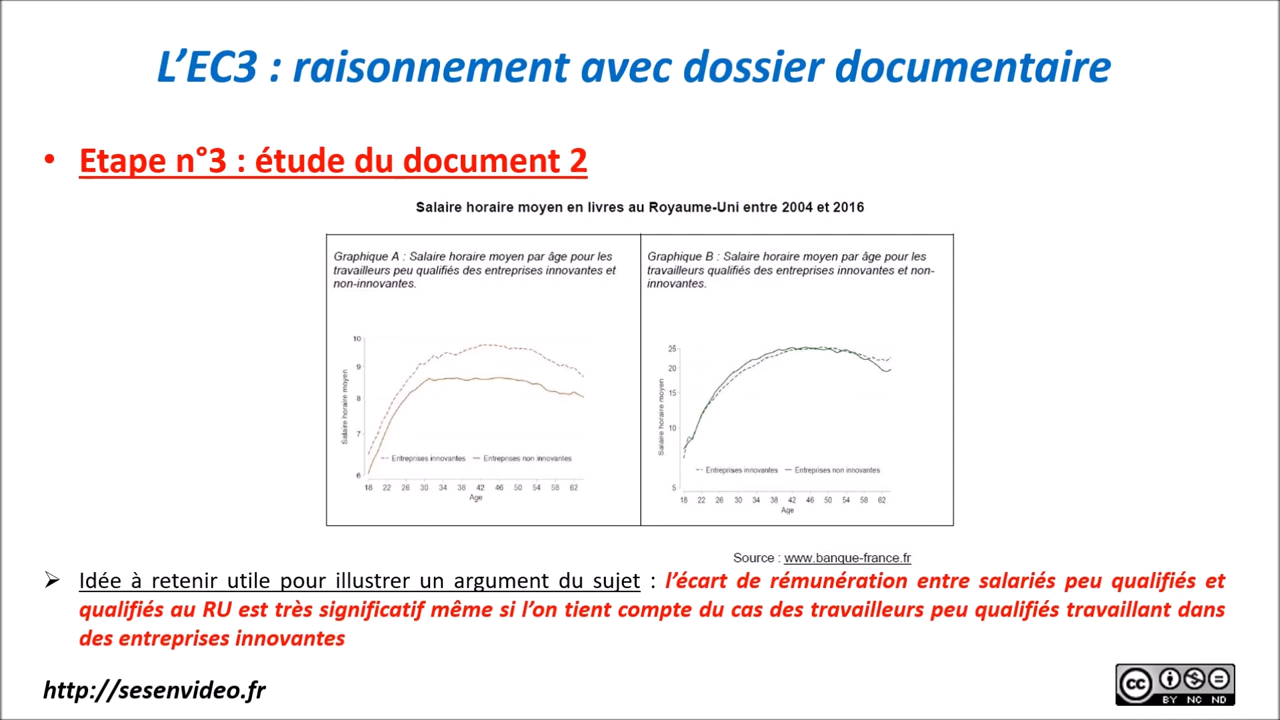 L’EC3 : raisonnement avec dossier documentaire
• Etape n°3 : étude du document 2
Salaire horaire moyen en livres au Royaume-Uni entre 2004 et 2016
Graphique A : Salaire horaire moyen par âge pour les
travailleurs peu qualifiés des entreprises innovantes et
non-innovantes.
10
9
8
7
6
Salaire horaire moyen
Entreprises innovantes
Entreprises non innovantes
18 22 26 30 34 38 42 46 50 54 58 62
Age
Graphique B : Salaire horaire moyen par âge pour les
travailleurs qualifiés des entreprises innovantes et non-
innovantes.
25
20
15
10
5
Salaire horaire moyen
Entreprises innovantes
Entreprises non innovantes
18 22 26 30 34 38 42 46 50 54 58 62
Age
Source : www.banque-france.fr
➢ Idée à retenir utile pour illustrer un argument du sujet : l’écart de rémunération entre salariés peu qualifiés et
qualifiés au RU est très significatif même si l’on tient compte du cas des travailleurs peu qualifiés travaillant dans
des entreprises innovantes
http://sesenvideo.fr
cc
BY NC ND